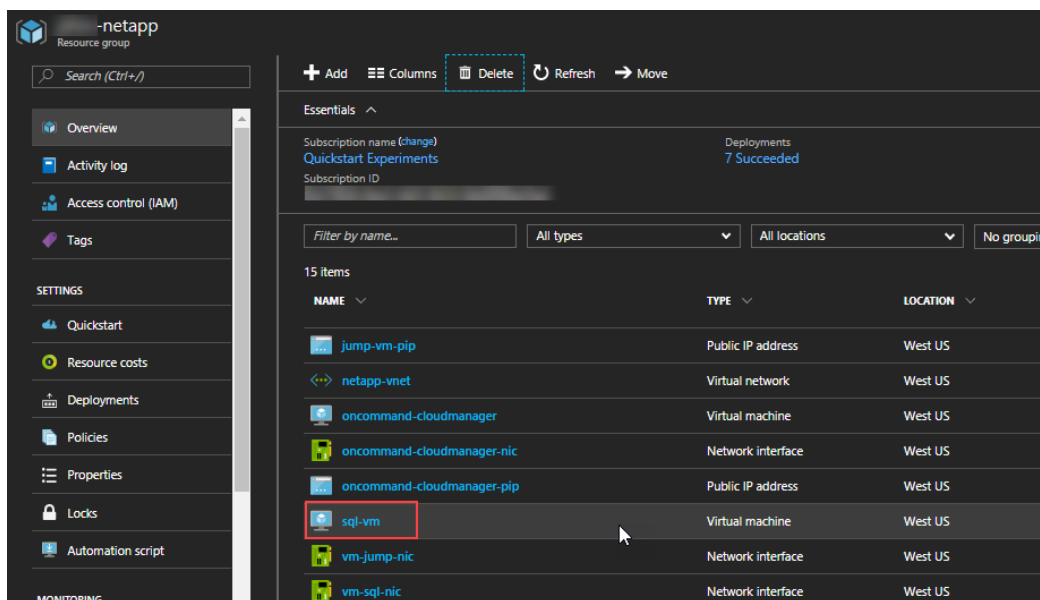 -netapp
Resource group
Search (Ctrl+/)
Overview
Activity log
Access control (IAM)
Tags
SETTINGS
Quickstart
Resource costs
Deployments
Policies
Properties
Locks
Automation script
MONITORING
Add Columns Delete Refresh Move
Essentials
Subscription name (change) Deployments
Quickstart Experiments 7 Succeeded
Subscription ID
Filter by name... All types All locations No groupin
15 items
NAME TYPE LOCATION
jump-vm-pip Public IP address West US
netapp-vnet Virtual network West US
oncommand-cloudmanager Virtual machine West US
oncommand-cloudmanager-nic Network interface West US
oncommand-cloudmanager-pip Public IP address West US
sql-vm Virtual machine West US
vm-jump-nic Network interface West US
vm-sql-nic Network interface West US